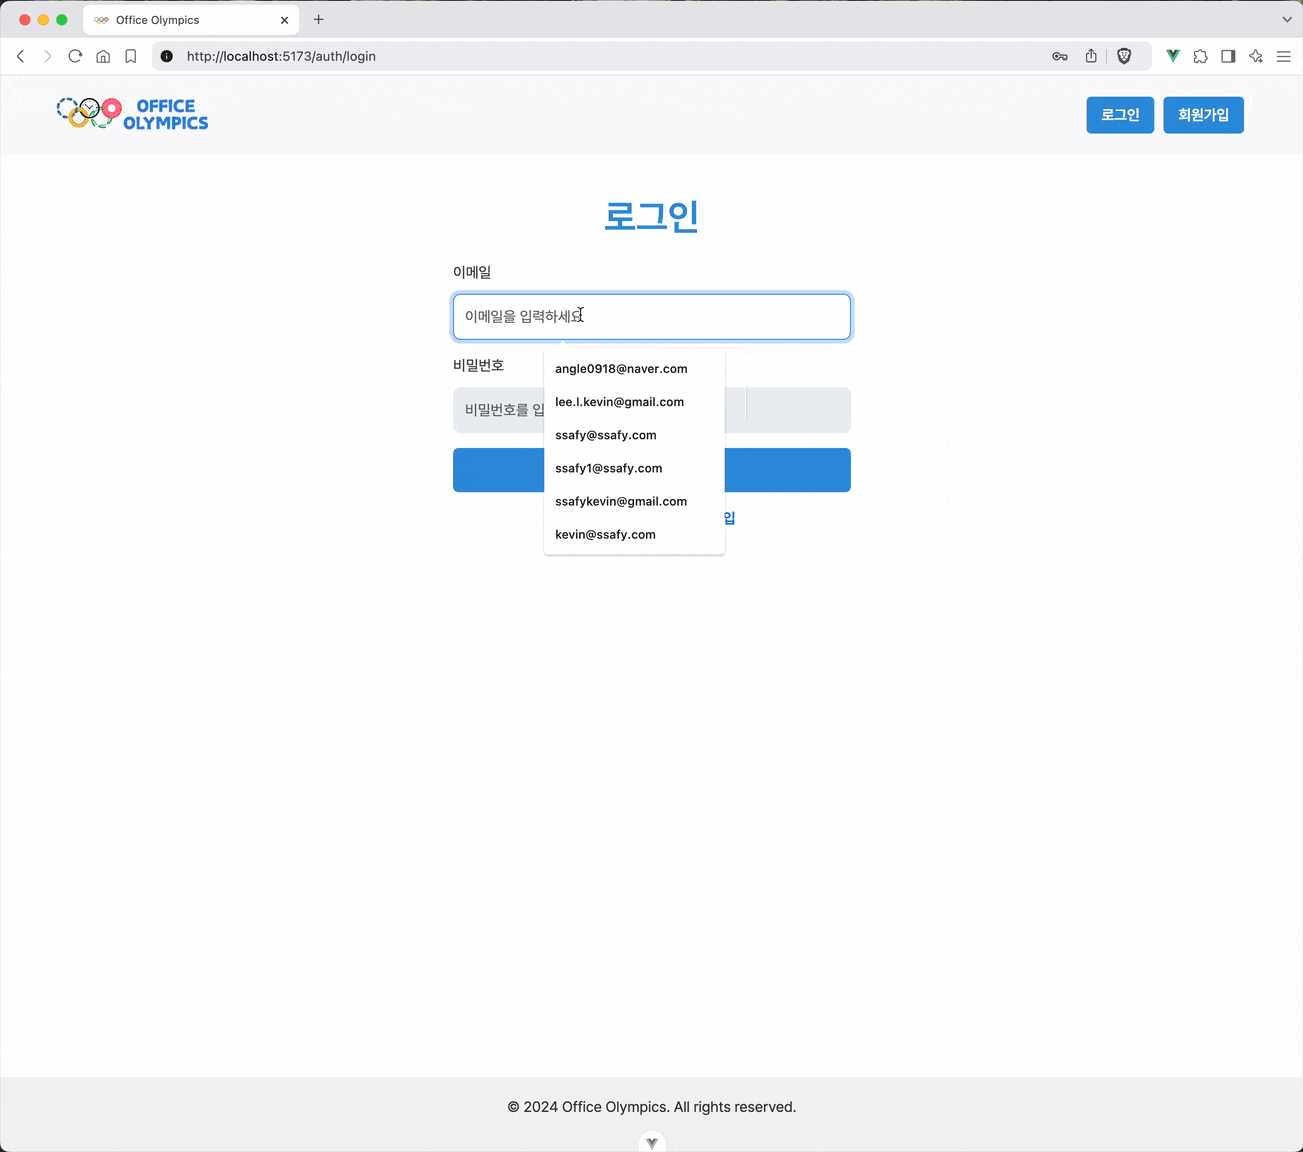 Office Olympics
http://localhost:5173/auth/login
OFFICE
OLYMPICS
로그인
회원가입
로그인
이메일
이메일을 입력하세요
비밀번호
비밀번호를 입
angle0918@naver.com
lee.l.kevin@gmail.com
ssafy@ssafy.com
ssafy1@ssafy.com
ssafykevin@gmail.com
입
kevin@ssafy.com
© 2024 Office Olympics. All rights reserved.